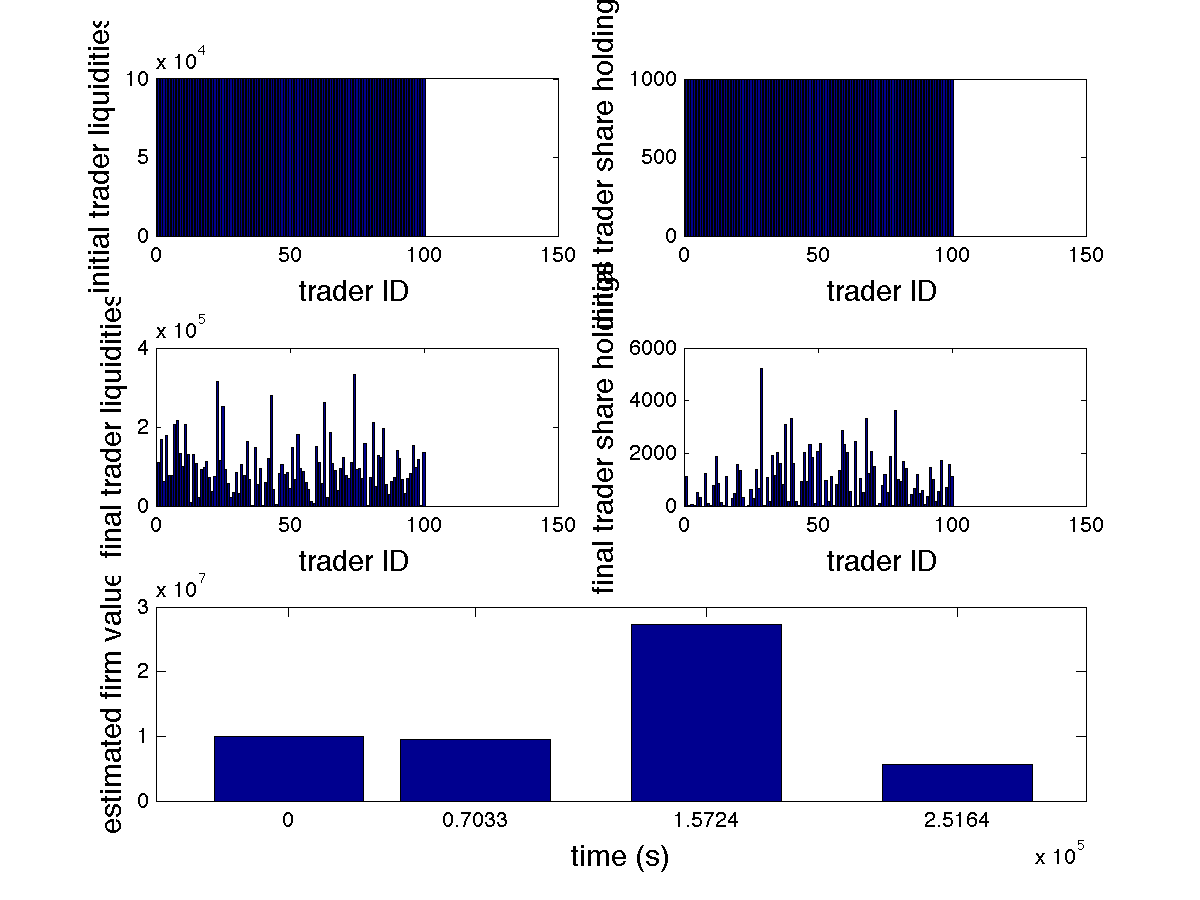 initial trader liquidities
x 10^4
10
5
0
0 50 100 150
trader ID
trader share holding
1000
500
0
0 50 100 150
trader ID
final trader liquidities
x 10^5
4
2
0
0 50 100 150
trader ID
final trader share holdings
6000
4000
2000
0
0 50 100 150
trader ID
estimated firm value
x 10^7
3
2
1
0
0 0.7033 1.5724 2.5164
time (s)
x 10^5